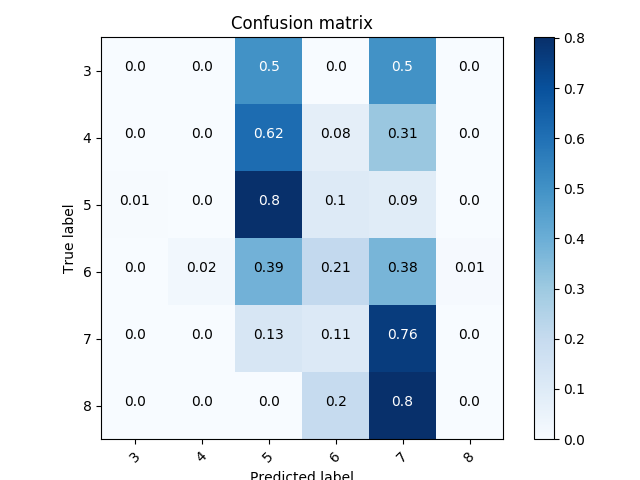 Confusion matrix
3 0.0 0.0 0.5 0.0 0.5 0.0
4 0.0 0.0 0.62 0.08 0.31 0.0
5 0.01 0.0 0.8 0.1 0.09 0.0
6 0.0 0.02 0.39 0.21 0.38 0.01
7 0.0 0.0 0.13 0.11 0.76 0.0
8 0.0 0.0 0.0 0.2 0.8 0.0
3 4 5 6 7 8
True label
Predicted label
0.8
0.7
0.6
0.5
0.4
0.3
0.2
0.1
0.0